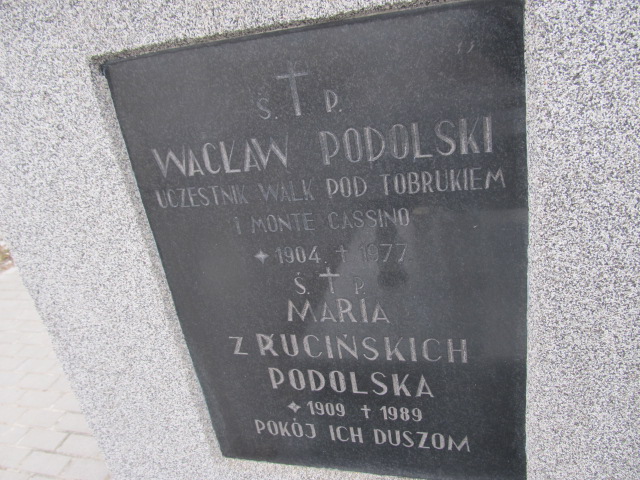 Ś. † P.
WACŁAW PODOLSKI
UCZESTNIK WALK POD TOBRUKIEM
I MONTE CASSINO
✦ 1904. † 1977
Ś. † P.
MARIA
Z RUCIŃSKICH
PODOLSKA
✦ 1909 † 1989
POKÓJ ICH DUSZOM